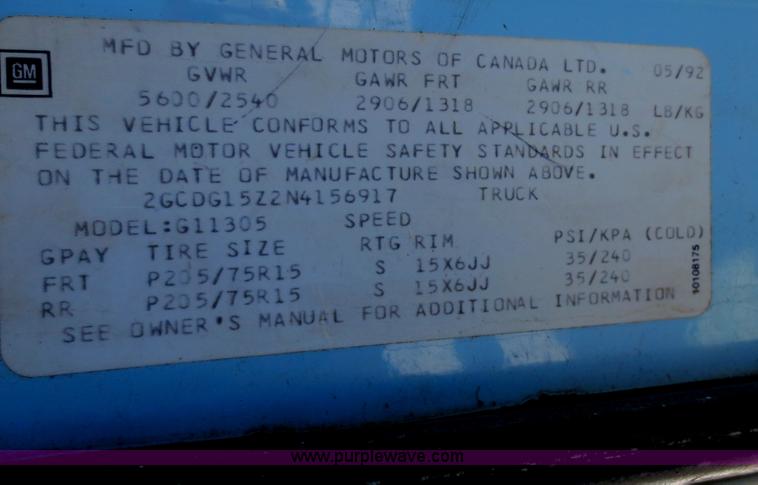 MFD BY GENERAL MOTORS OF CANADA LTD. 05/92
GM
GVWR GAWR FRT GAWR RR
5600/2540 2906/1318 2906/1318 LB/KG
THIS VEHICLE CONFORMS TO ALL APPLICABLE U.S.
FEDERAL MOTOR VEHICLE SAFETY STANDARDS IN EFFECT
ON THE DATE OF MANUFACTURE SHOWN ABOVE.
2GCDG15Z2N4156917 TRUCK
MODEL:G11305 SPEED
GPAY TIRE SIZE RTG RIM PSI/KPA (COLD)
FRT P235/75R15 S 15X6JJ 35/240
RR P235/75R15 S 15X6JJ 35/240
SEE OWNER'S MANUAL FOR ADDITIONAL INFORMATION
10108175
www.purplewave.com